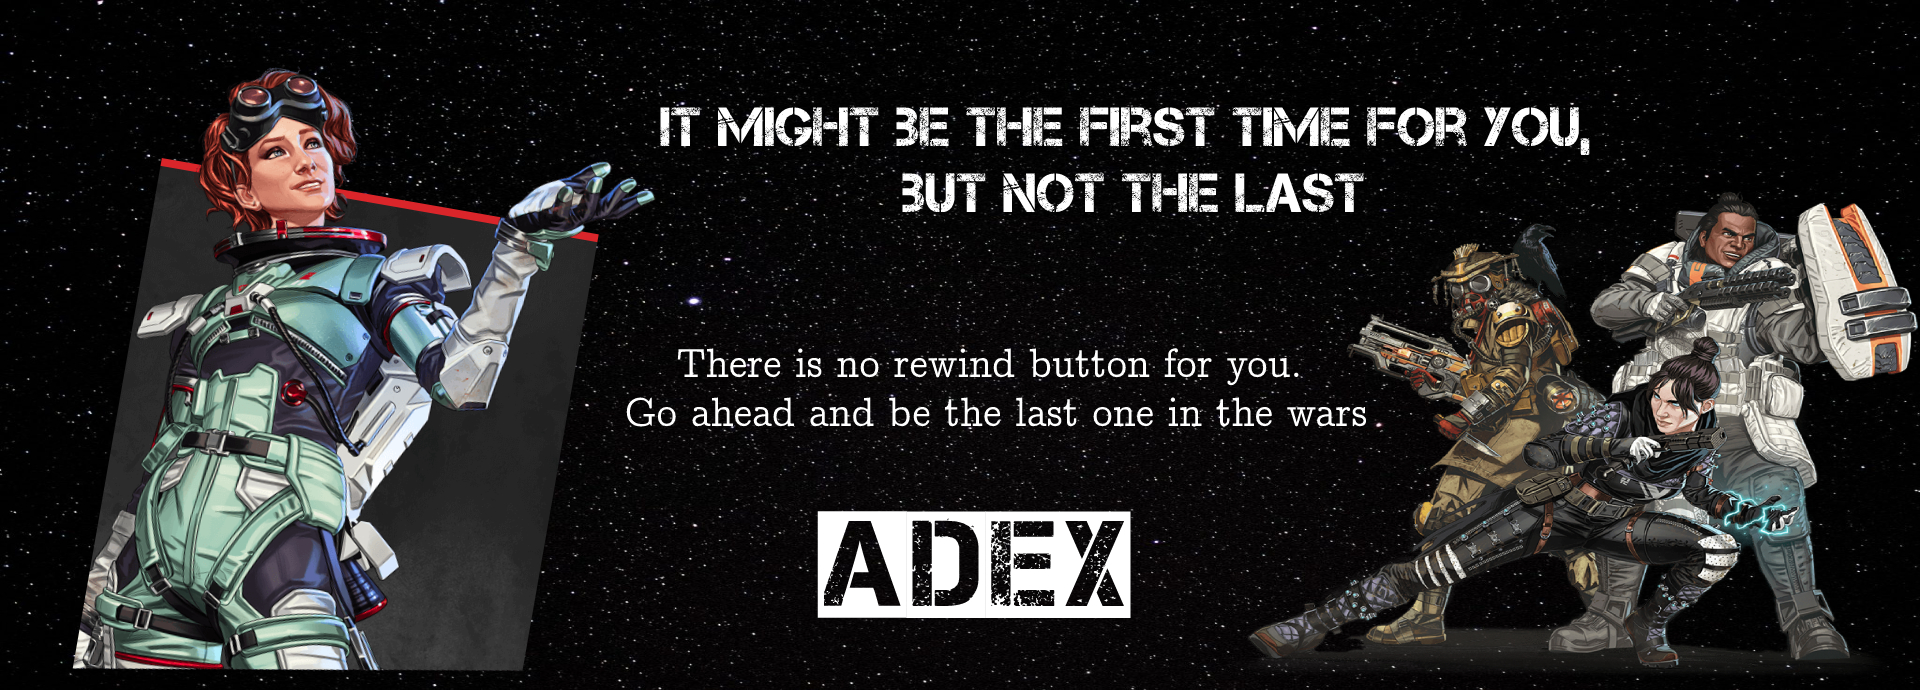 IT MIGHT BE THE FIRST TIME FOR YOU,
BUT NOT THE LAST
There is no rewind button for you.
Go ahead and be the last one in the wars
ADEX